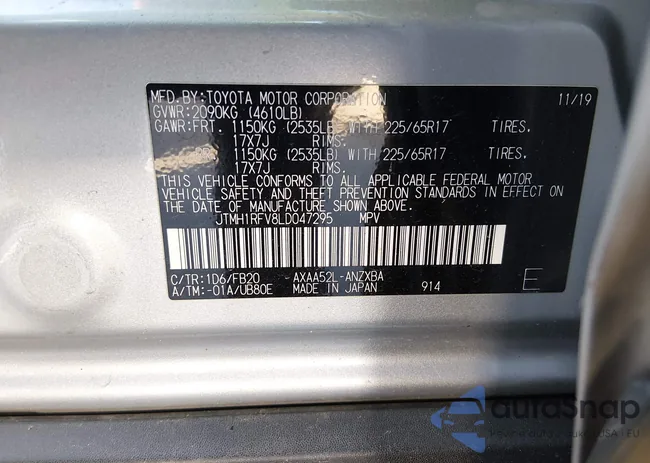 MFD.BY:TOYOTA MOTOR CORPORATION 11/19
GVWR:2090KG (4610LB)
GAWR:FRT. 1150KG (2535LB) WITH 225/65R17 TIRES.
17X7J RIMS.
1150KG (2535LB) WITH 225/65R17 TIRES.
17X7J RIMS.
THIS VEHICLE CONFORMS TO ALL APPLICABLE FEDERAL MOTOR
VEHICLE SAFETY AND THEFT PREVENTION STANDARDS IN EFFECT ON
THE DATE OF MANUFACTURE SHOWN ABOVE.
JTMH1RFV8LD047295 MPV
C/TR:1D6/FB20 AXAA52L-ANZXBA
A/TM:-01A/UB80E MADE IN JAPAN 914 E
autoSnap